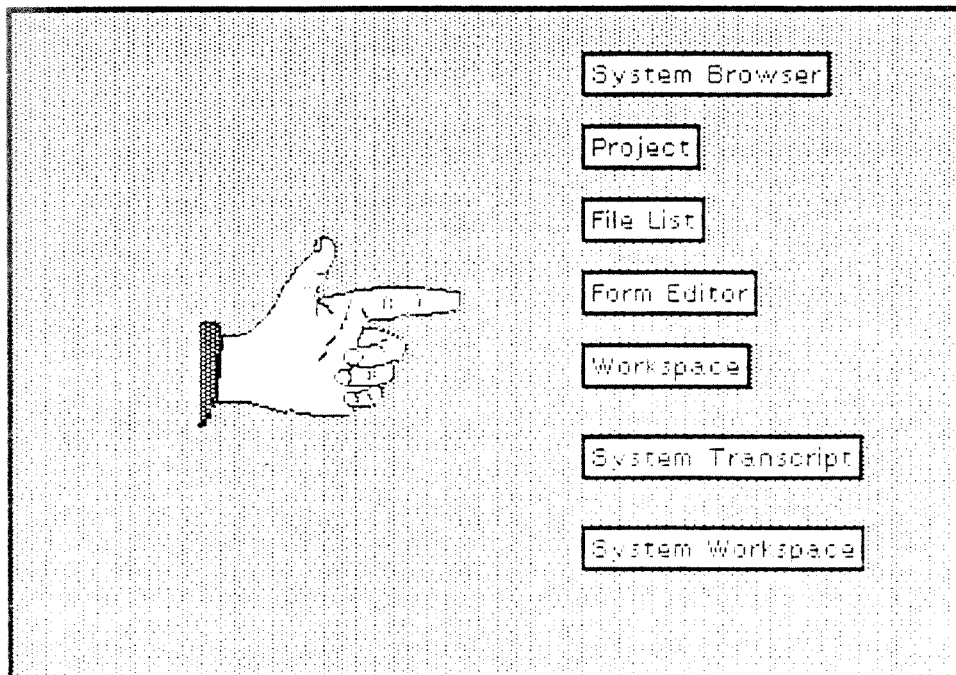 System Browser
Project
File List
Form Editor
Workspace
System Transcript
System Workspace